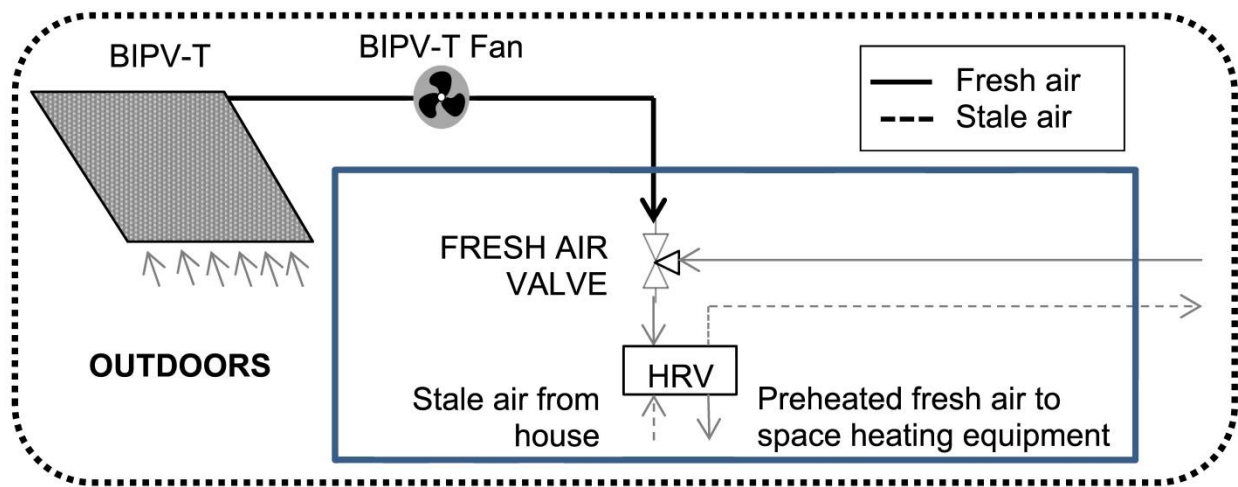 BIPV-T
BIPV-T Fan
Fresh air
Stale air
FRESH AIR
VALVE
OUTDOORS
HRV
Stale air from
house
Preheated fresh air to
space heating equipment